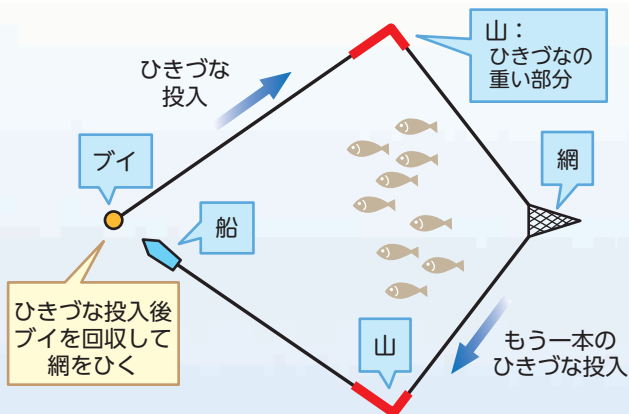 山：
ひきづなの
重い部分
ひきづな
投入
ブイ
網
船
ひきづな投入後
ブイを回収して
網をひく
山
もう一本の
ひきづな投入